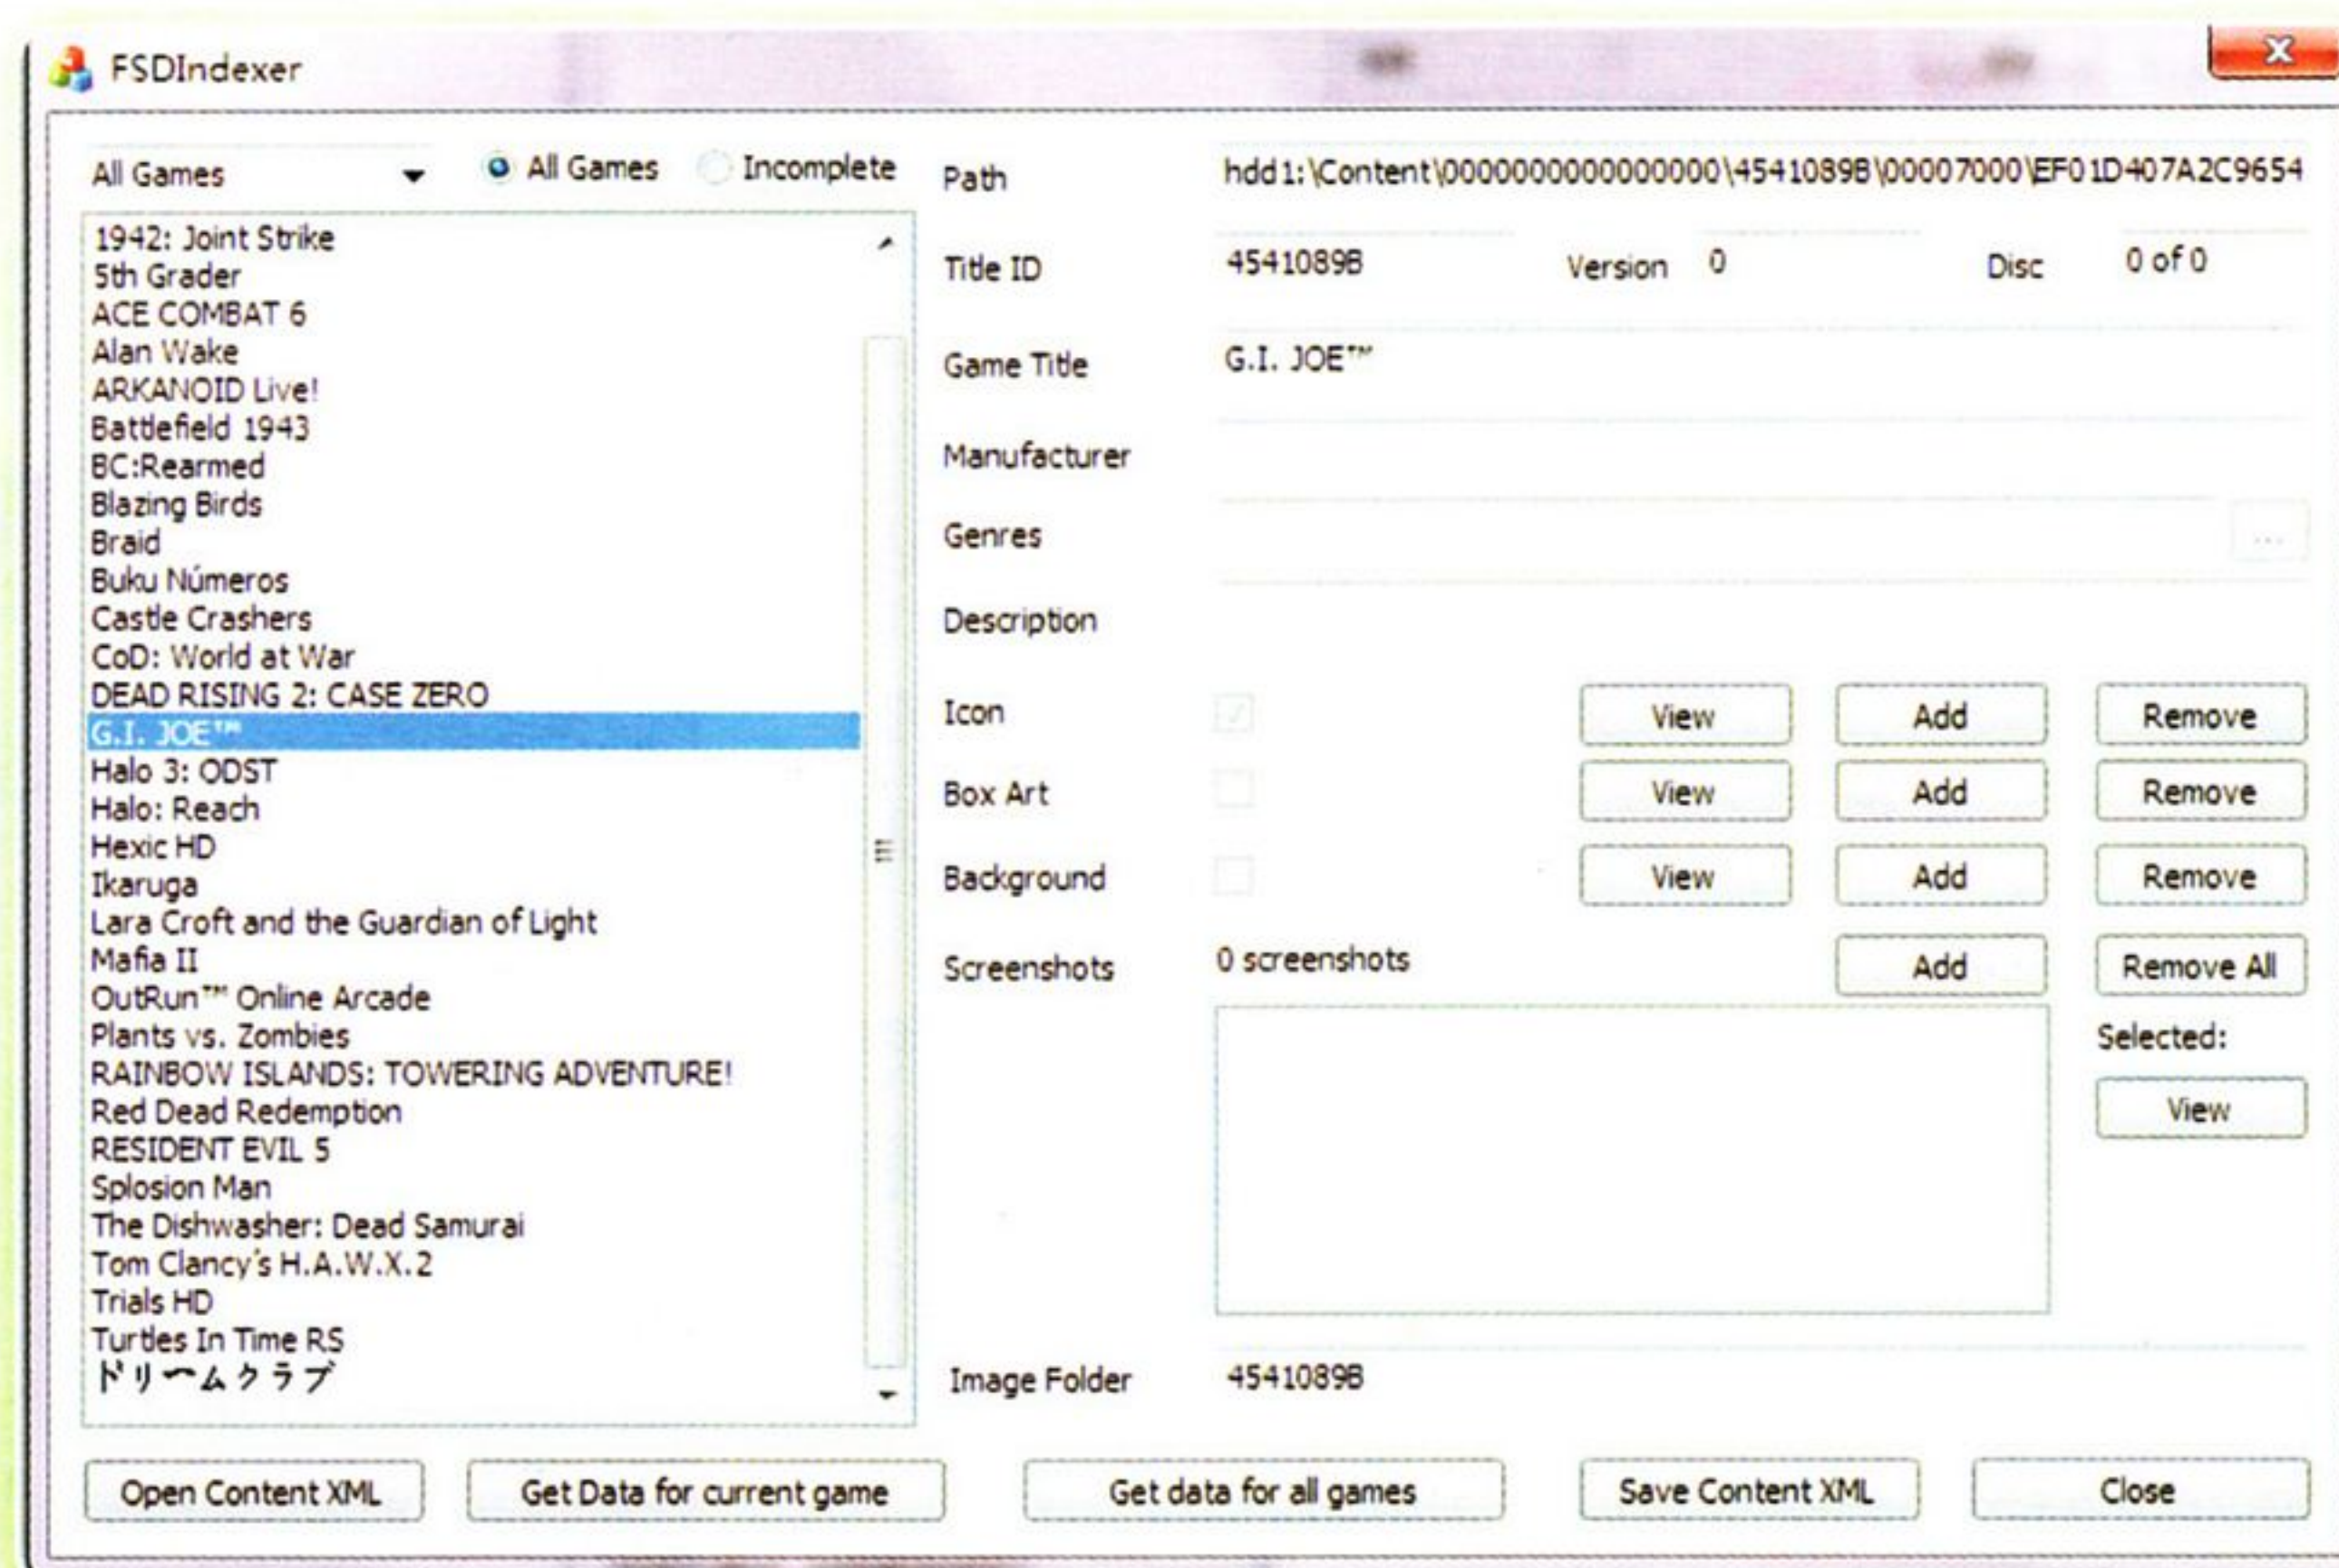 FSDIndexer
All Games
All Games
Incomplete
1942: Joint Strike
5th Grader
ACE COMBAT 6
Alan Wake
ARKANOID Live!
Battlefield 1943
BC:Rearmed
Blazing Birds
Braid
Buku Números
Castle Crashers
CoD: World at War
DEAD RISING 2: CASE ZERO
G.I. JOE™
Halo 3: ODST
Halo: Reach
Hexic HD
Ikaruga
Lara Croft and the Guardian of Light
Mafia II
OutRun™ Online Arcade
Plants vs. Zombies
RAINBOW ISLANDS: TOWERING ADVENTURE!
Red Dead Redemption
RESIDENT EVIL 5
Splosion Man
The Dishwasher: Dead Samurai
Tom Clancy's H.A.W.X.2
Trials HD
Turtles In Time RS
ドリームクラブ
Path hdd1:\Content\0000000000000000\4541089B\00007000\EF01D407A2C9654
Title ID 4541089B Version 0 Disc 0 of 0
Game Title G.I. JOE™
Manufacturer
Genres ...
Description
Icon View Add Remove
Box Art View Add Remove
Background View Add Remove
Screenshots 0 screenshots Add Remove All
Selected:
View
Image Folder 4541089B
Open Content XML Get Data for current game Get data for all games Save Content XML Close